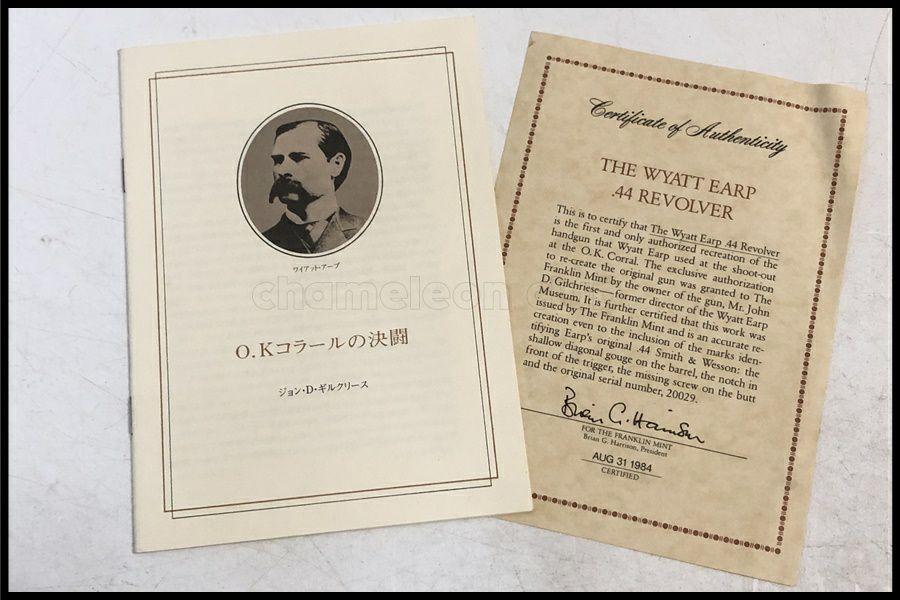 ワイアット・アープ
O.Kコラールの決闘
ジョン・D・ギルクリース
Certificate of Authenticity
THE WYATT EARP
.44 REVOLVER
This is to certify that The Wyatt Earp .44 Revolver
is the first and only authorized recreation of the
handgun that Wyatt Earp used at the shoot-out
at the O.K. Corral. The exclusive authorization
to re-create the original gun was granted to The
Franklin Mint by the owner of the gun, Mr. John
D. Gilchriese—former director of the Wyatt Earp
Museum. It is further certified that this work was
issued by The Franklin Mint and is an accurate re-
creation even to the inclusion of the marks iden-
tifying Earp's original .44 Smith & Wesson: the
shallow diagonal gouge on the barrel, the notch in
front of the trigger, the missing screw on the butt
and the original serial number, 20029.
Brian G. Harrison
FOR THE FRANKLIN MINT
Brian G. Harrison, President
AUG 31 1984
CERTIFIED
chameleon